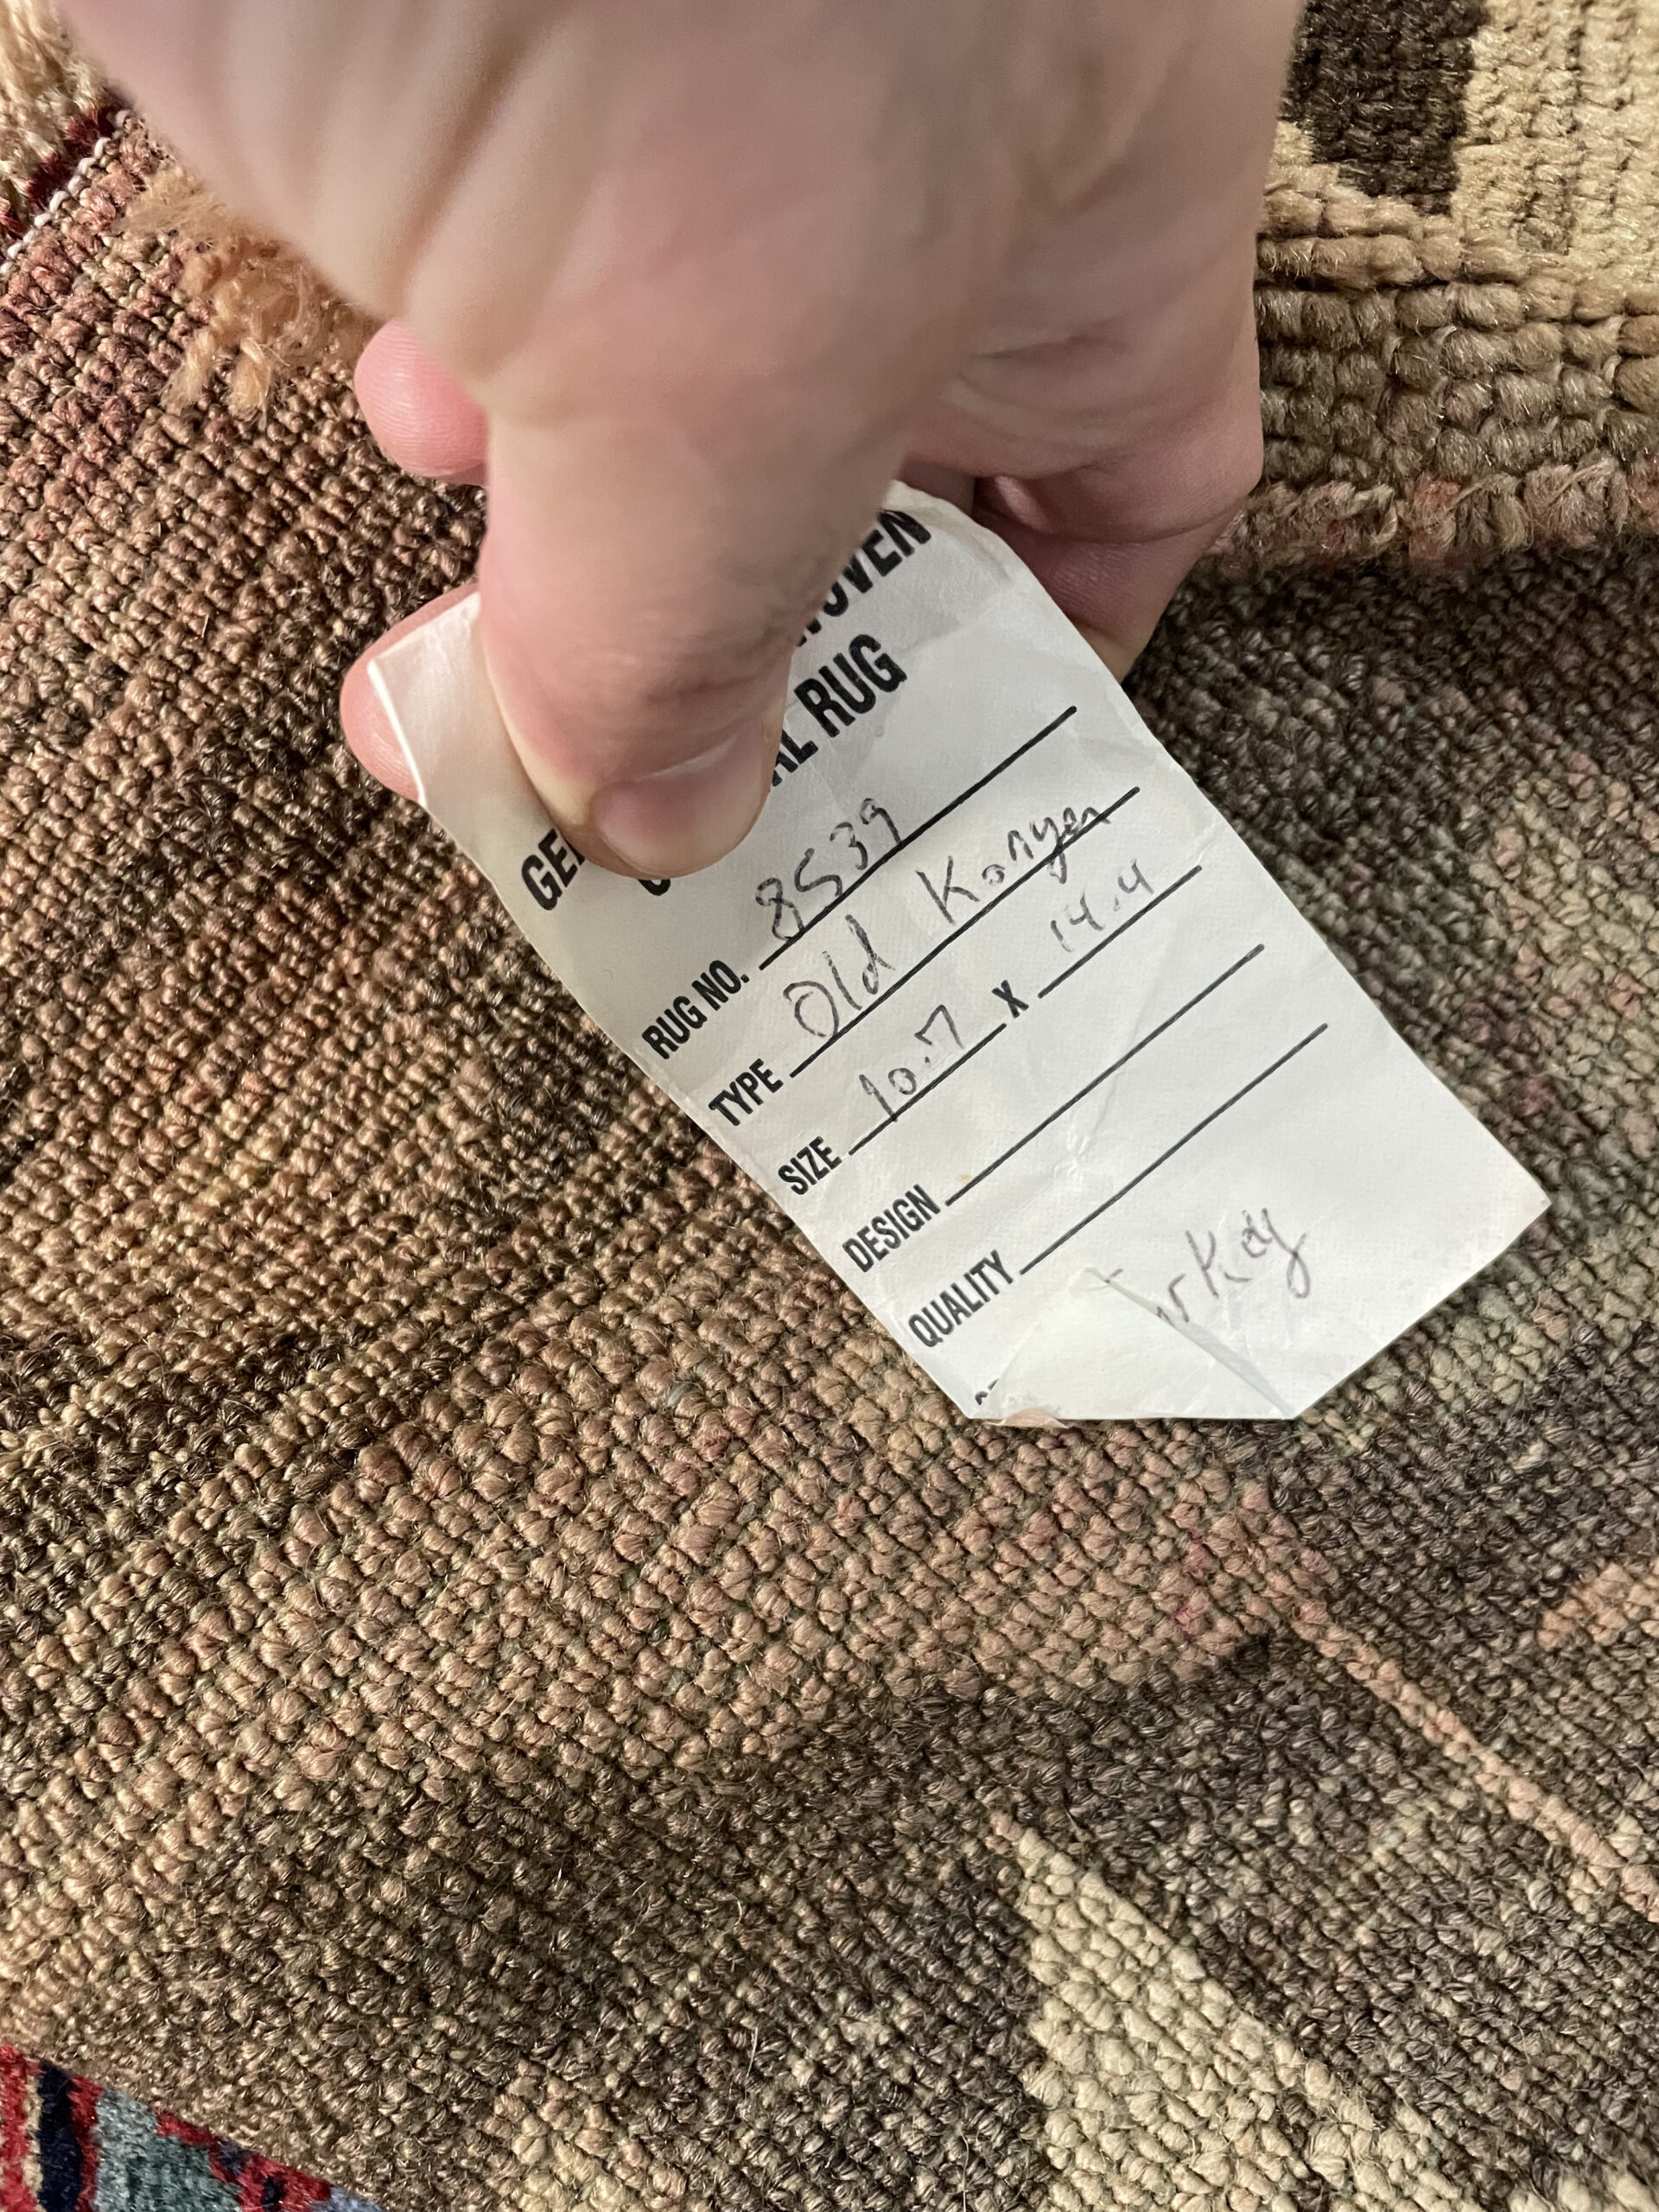 RUG
RUG NO. 8539
TYPE Old Konyen
SIZE 10.7 X 14.4
DESIGN
QUALITY